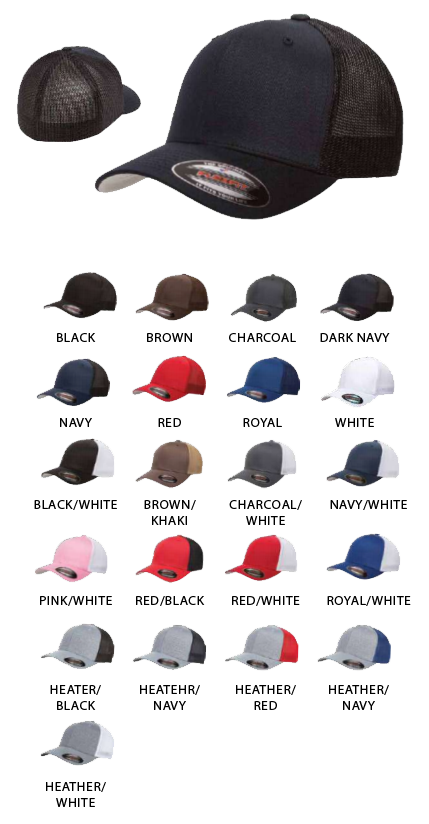 FLEXFIT
BLACK
BROWN
CHARCOAL
DARK NAVY
NAVY
RED
ROYAL
WHITE
BLACK/WHITE
BROWN/
KHAKI
CHARCOAL/
WHITE
NAVY/WHITE
PINK/WHITE
RED/BLACK
RED/WHITE
ROYAL/WHITE
HEATER/
BLACK
HEATEHR/
NAVY
HEATHER/
RED
HEATHER/
NAVY
HEATHER/
WHITE